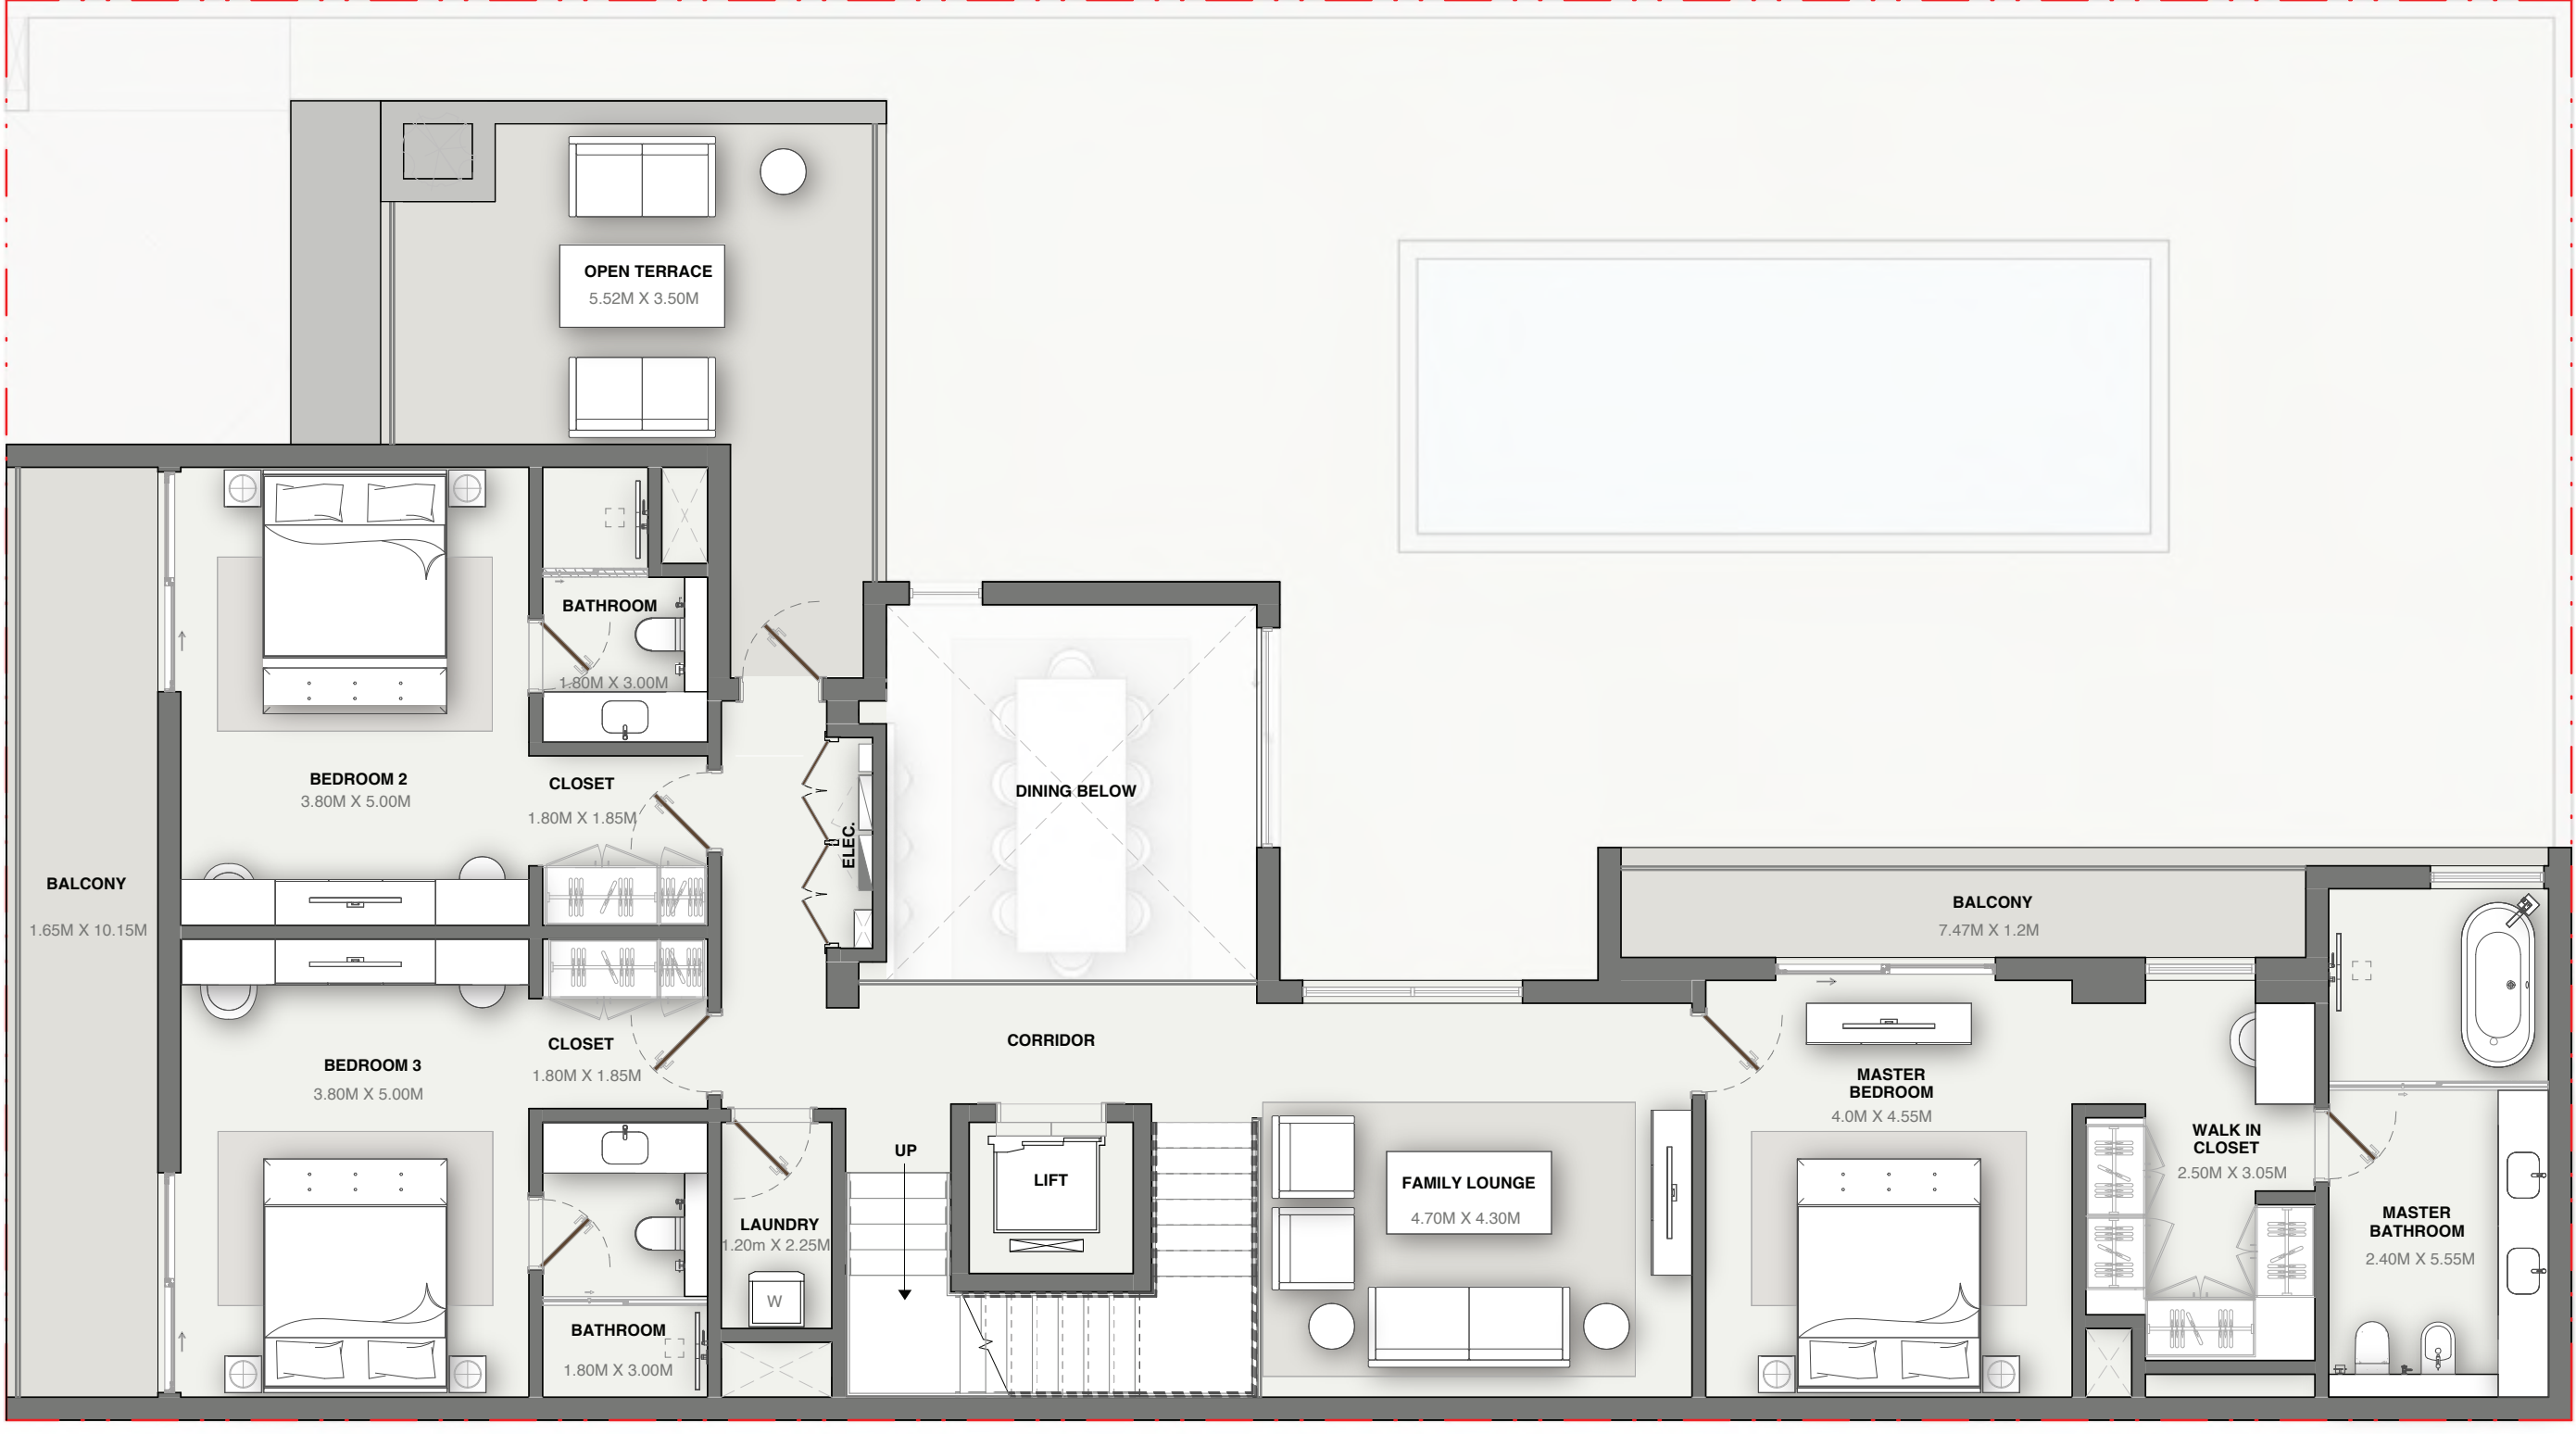 OPEN TERRACE
5.52M X 3.50M
BATHROOM
1.80M X 3.00M
BEDROOM 2
3.80M X 5.00M
CLOSET
1.80M X 1.85M
ELEC.
DINING BELOW
BALCONY
1.65M X 10.15M
BALCONY
7.47M X 1.2M
CORRIDOR
CLOSET
1.80M X 1.85M
BEDROOM 3
3.80M X 5.00M
MASTER
BEDROOM
4.0M X 4.55M
WALK IN
CLOSET
2.50M X 3.05M
UP
LIFT
FAMILY LOUNGE
4.70M X 4.30M
LAUNDRY
1.20m X 2.25M
W
MASTER
BATHROOM
2.40M X 5.55M
BATHROOM
1.80M X 3.00M